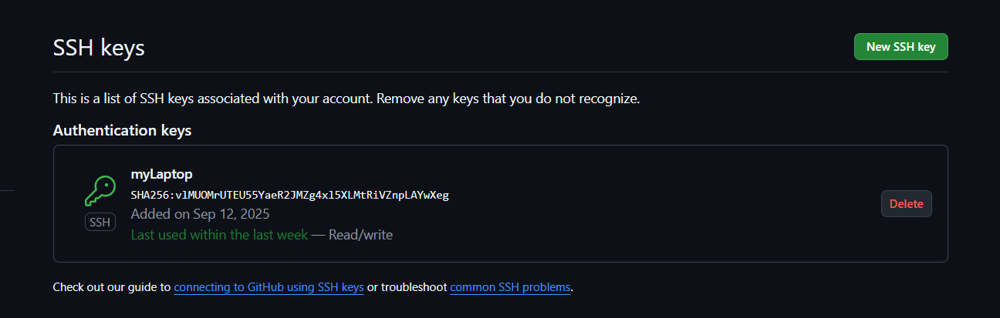 SSH keys
New SSH key
This is a list of SSH keys associated with your account. Remove any keys that you do not recognize.
Authentication keys
myLaptop
SHA256:vlMUOMrUTEU55YaeR2JMZg4xl5XLMtRiVZnpLAYwXeg
Added on Sep 12, 2025
Last used within the last week — Read/write
SSH
Delete
Check out our guide to connecting to GitHub using SSH keys or troubleshoot common SSH problems.